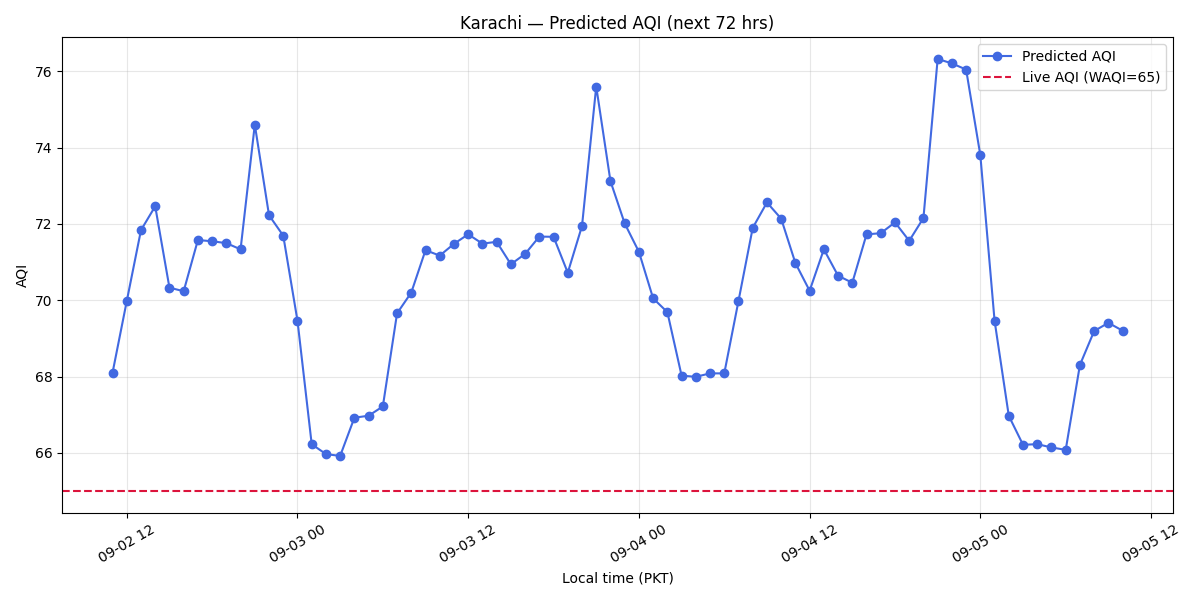 Karachi — Predicted AQI (next 72 hrs)
Predicted AQI
Live AQI (WAQI=65)
AQI
76
74
72
70
68
66
09-02 12
09-03 00
09-03 12
09-04 00
09-04 12
09-05 00
09-05 12
Local time (PKT)